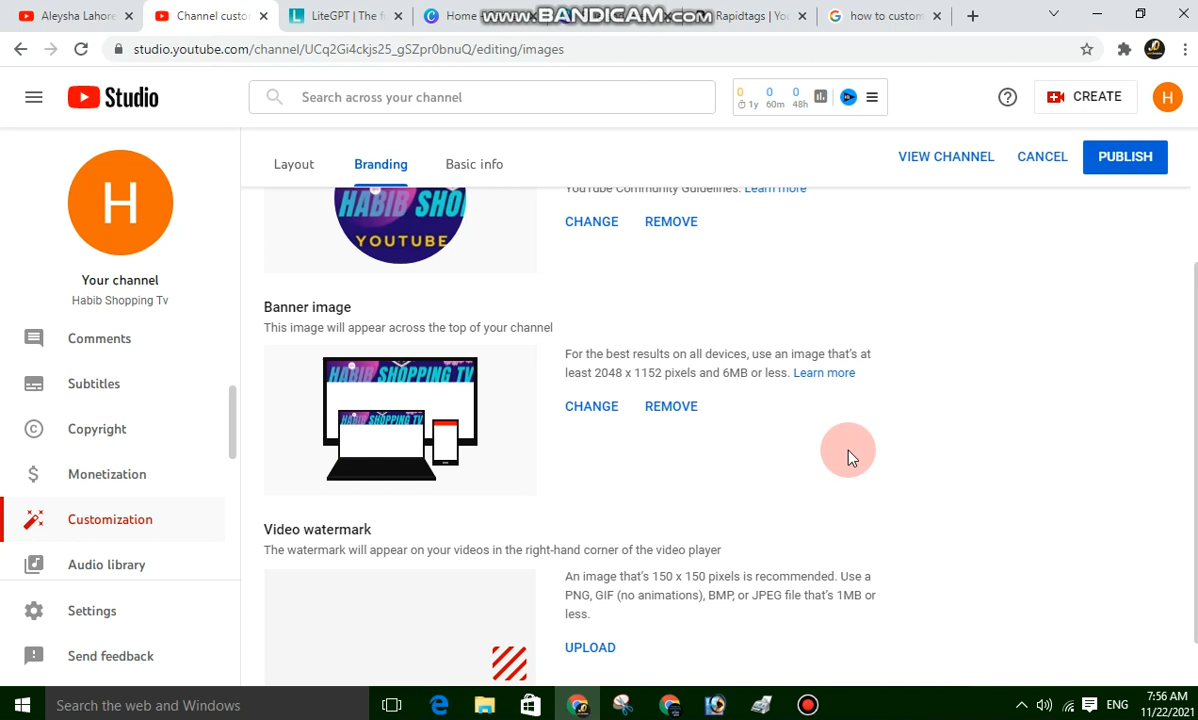 Aleysha Lahore
Channel custo
LiteGPT | The f
Home
www.BANDICAM.com
Rapidtags | You
how to custom
studio.youtube.com/channel/UCq2Gi4ckjs25_gSZpr0bnuQ/editing/images
Studio
Search across your channel
0 0 0
1y 60m 48h
CREATE
H
Layout Branding Basic info
VIEW CHANNEL CANCEL PUBLISH
H
Your channel
Habib Shopping Tv
Comments
Subtitles
Copyright
Monetization
Customization
Audio library
Settings
Send feedback
HABIB SHO
YOUTUBE
YouTube Community Guidelines. Learn more
CHANGE REMOVE
Banner image
This image will appear across the top of your channel
HABIB SHOPPING TV
HABIB SHOPPING TV
For the best results on all devices, use an image that's at
least 2048 x 1152 pixels and 6MB or less. Learn more
CHANGE REMOVE
Video watermark
The watermark will appear on your videos in the right-hand corner of the video player
An image that's 150 x 150 pixels is recommended. Use a
PNG, GIF (no animations), BMP, or JPEG file that's 1MB or
less.
UPLOAD
Search the web and Windows
ENG
7:56 AM
11/22/2021